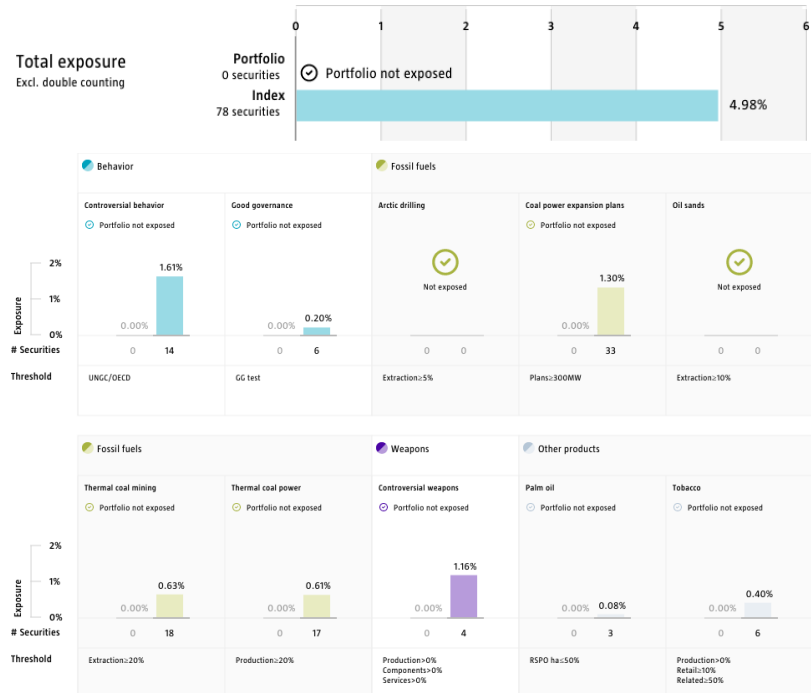 0 1 2 3 4 5 6
Total exposure
Excl. double counting
Portfolio
0 securities
Portfolio not exposed
Index
78 securities
4.98%
Behavior
Fossil fuels
Controversial behavior
Good governance
Arctic drilling
Coal power expansion plans
Oil sands
Portfolio not exposed
Portfolio not exposed
Portfolio not exposed
Exposure
2%
1%
0%
0.00%
1.61%
0.00%
0.20%
Not exposed
0.00%
1.30%
Not exposed
# Securities 0 14 0 6 0 0 0 33 0 0
Threshold
UNGC/OECD
GG test
Extraction≥5%
Plans≥300MW
Extraction≥10%
Fossil fuels
Weapons
Other products
Thermal coal mining
Thermal coal power
Controversial weapons
Palm oil
Tobacco
Portfolio not exposed
Portfolio not exposed
Portfolio not exposed
Portfolio not exposed
Portfolio not exposed
Exposure
2%
1%
0%
0.00%
0.63%
0.00%
0.61%
0.00%
1.16%
0.00%
0.08%
0.00%
0.40%
# Securities 0 18 0 17 0 4 0 3 0 6
Threshold
Extraction≥20%
Production≥20%
Production>0%
Components>0%
Services>0%
RSPO ha≤50%
Production>0%
Retail≥10%
Related≥50%